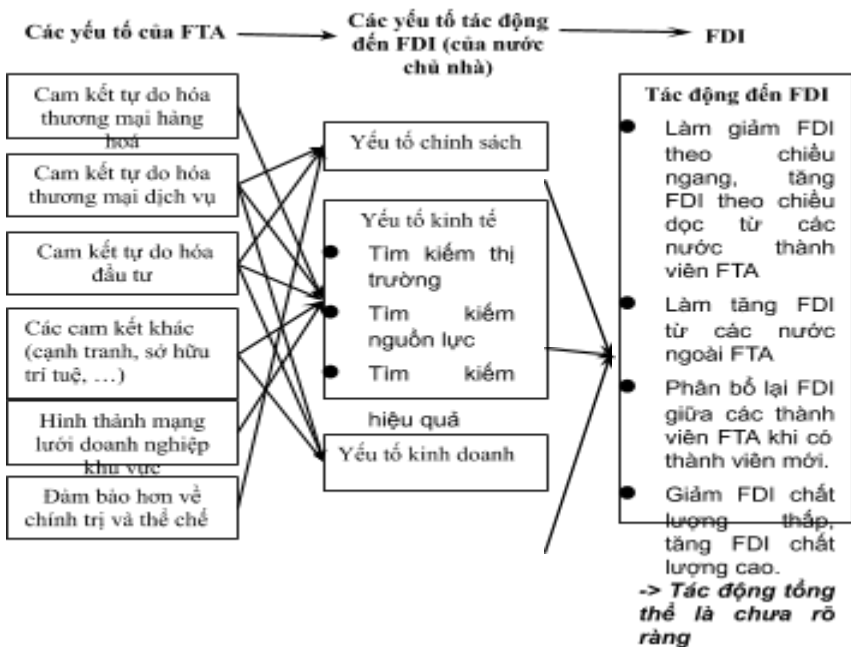 Các yếu tố của FTA
Các yếu tố tác động
đến FDI (của nước
chủ nhà)
FDI
Cam kết tự do hóa
thương mại hàng
hoá
Cam kết tự do hóa
thương mại dịch vụ
Cam kết tự do hóa
đầu tư
Các cam kết khác
(cạnh tranh, sở hữu
trí tuệ, …)
Hình thành mạng
lưới doanh nghiệp
khu vực
Đảm bảo hơn về
chính trị và thể chế
Yếu tố chính sách
Yếu tố kinh tế
● Tìm kiếm thị
trường
● Tìm kiếm
nguồn lực
● Tìm kiếm
hiệu quả
Yếu tố kinh doanh
Tác động đến FDI
● Làm giảm FDI
theo chiều
ngang, tăng
FDI theo chiều
dọc từ các
nước thành
viên FTA
● Làm tăng FDI
từ các nước
ngoài FTA
● Phân bổ lại FDI
giữa các thành
viên FTA khi có
thành viên mới.
● Giảm FDI chất
lượng thấp,
tăng FDI chất
lượng cao.
-> Tác động tổng
thể là chưa rõ
ràng